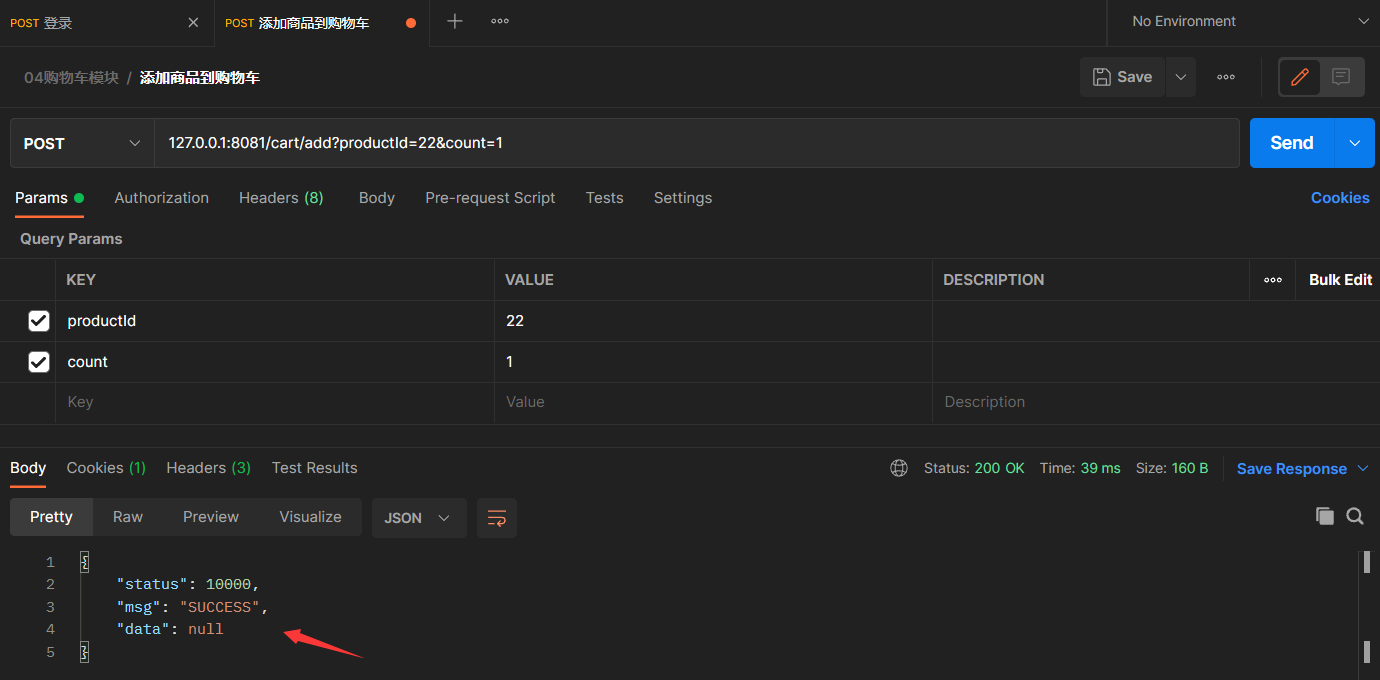 POST 登录
POST 添加商品到购物车
No Environment
04购物车模块 / 添加商品到购物车
Save
POST
127.0.0.1:8081/cart/add?productId=22&count=1
Send
Params Authorization Headers (8) Body Pre-request Script Tests Settings Cookies
Query Params
KEY VALUE DESCRIPTION Bulk Edit
productId 22
count 1
Key Value Description
Body Cookies (1) Headers (3) Test Results Status: 200 OK Time: 39 ms Size: 160 B Save Response
Pretty Raw Preview Visualize JSON
1 {
2 "status": 10000,
3 "msg": "SUCCESS",
4 "data": null
5 }